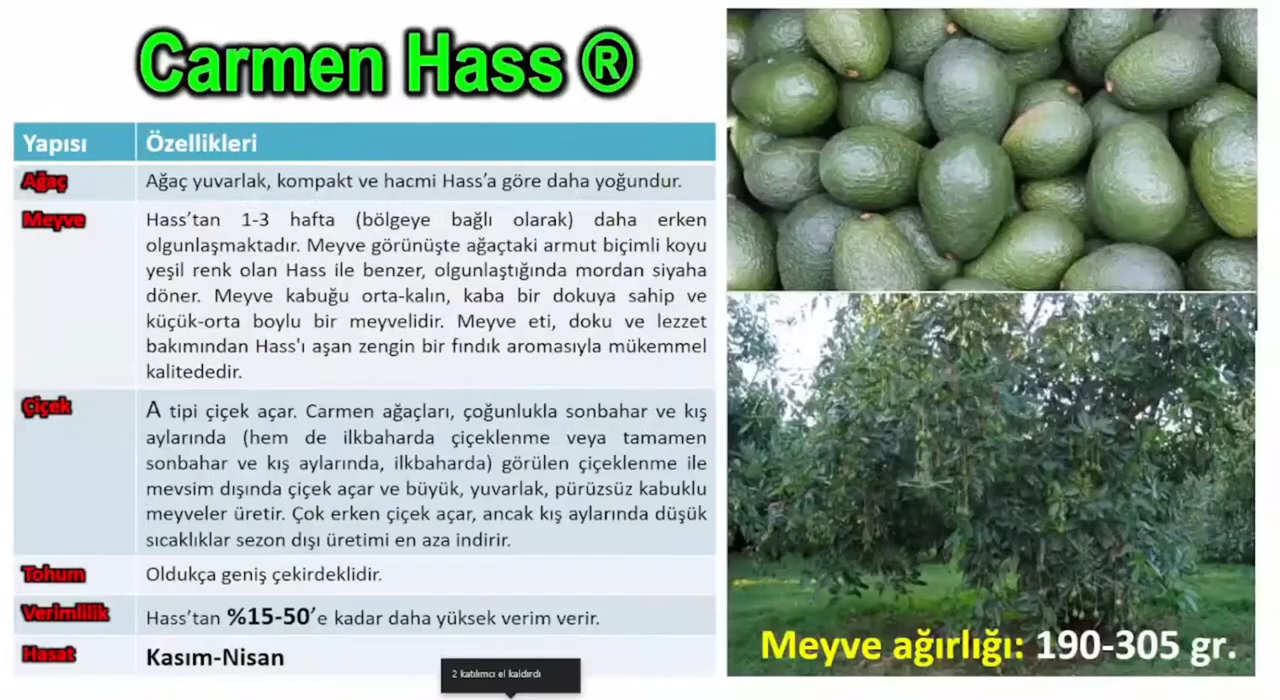 Carmen Hass ®
Yapısı Özellikleri
Ağaç Ağaç yuvarlak, kompakt ve hacmi Hass’a göre daha yoğundur.
Meyve Hass’tan 1-3 hafta (bölgeye bağlı olarak) daha erken
olgunlaşmaktadır. Meyve görünüşte ağaçtaki armut biçimli koyu
yeşil renk olan Hass ile benzer, olgunlaştığında mordan siyaha
döner. Meyve kabuğu orta-kalın, kaba bir dokuya sahip ve
küçük-orta boylu bir meyvelidir. Meyve eti, doku ve lezzet
bakımından Hass'ı aşan zengin bir fındık aromasıyla mükemmel
kalitededir.
Çiçek A tipi çiçek açar. Carmen ağaçları, çoğunlukla sonbahar ve kış
aylarında (hem de ilkbaharda çiçeklenme veya tamamen
sonbahar ve kış aylarında, ilkbaharda) görülen çiçeklenme ile
mevsim dışında çiçek açar ve büyük, yuvarlak, pürüzsüz kabuklu
meyveler üretir. Çok erken çiçek açar, ancak kış aylarında düşük
sıcaklıklar sezon dışı üretimi en aza indirir.
Tohum Oldukça geniş çekirdeklidir.
Verimlilik Hass’tan %15-50’e kadar daha yüksek verim verir.
Hasat Kasım-Nisan
Meyve ağırlığı: 190-305 gr.
2 katılımcı el kaldırdı